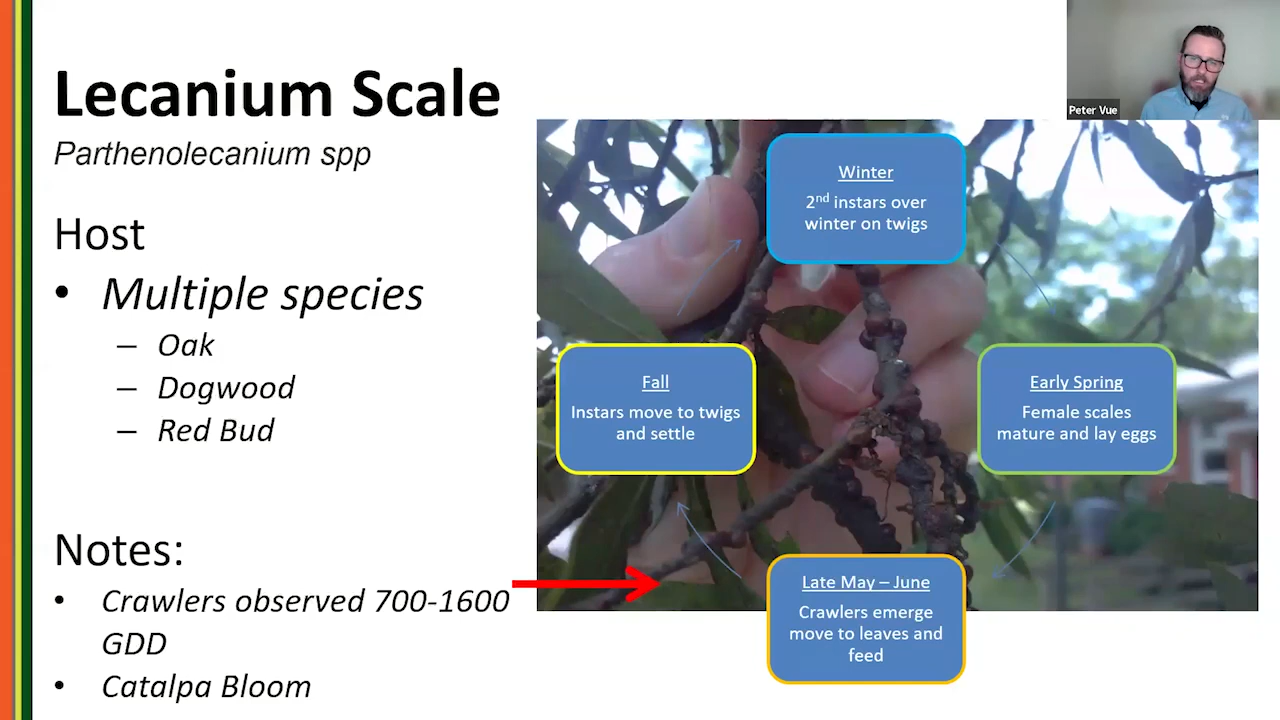 Lecanium Scale
Parthenolecanium spp
Host
• Multiple species
– Oak
– Dogwood
– Red Bud
Notes:
• Crawlers observed 700-1600
GDD
• Catalpa Bloom
Peter Vue
Winter
2nd instars over
winter on twigs
Fall
Instars move to twigs
and settle
Early Spring
Female scales
mature and lay eggs
Late May – June
Crawlers emerge
move to leaves and
feed